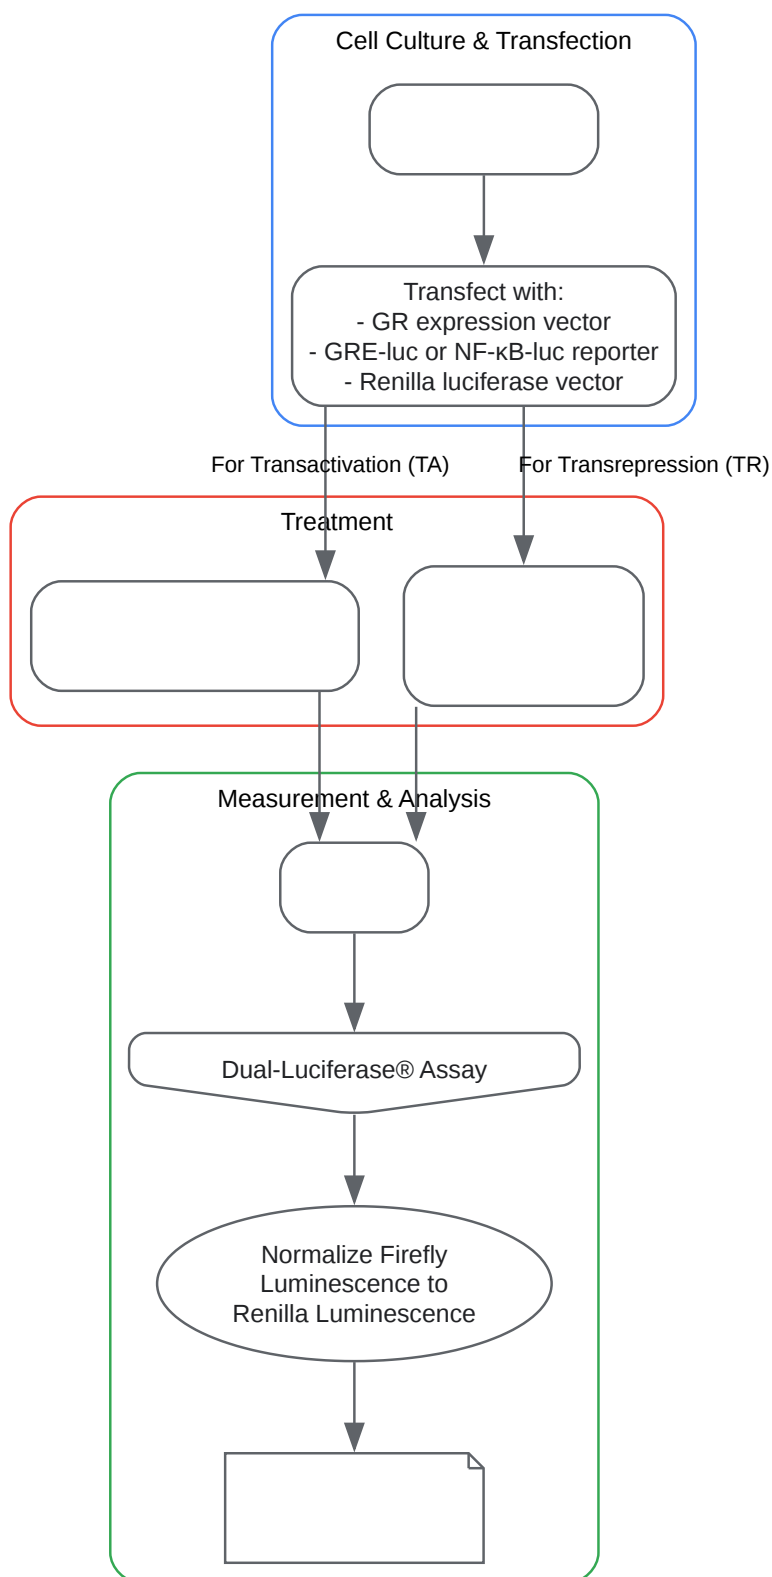 Cell Culture & Transfection
Transfect with:
- GR expression vector
- GRE-luc or NF-κB-luc reporter
- Renilla luciferase vector
For Transactivation (TA)
For Transrepression (TR)
Treatment
Measurement & Analysis
Dual-Luciferase® Assay
Normalize Firefly
Luminescence to
Renilla Luminescence